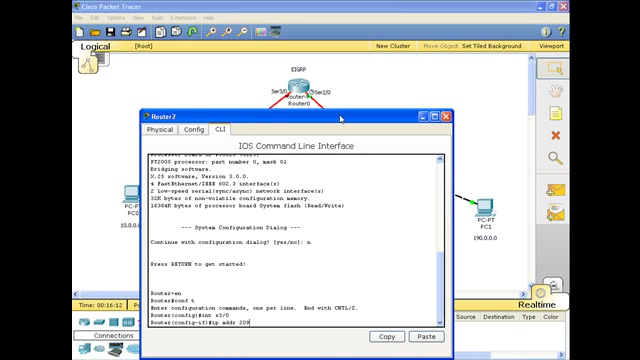 Cisco Packet Tracer
File Edit Options View Tools Extensions Help
Logical [Root] New Cluster Move Object Set Tiled Background Viewport
EIGRP
Ser3/0 Ser2/0
Router0
Router7
Physical Config CLI
IOS Command Line Interface
PT2005 processor: part number 0, mask 01
Bridging software.
X.25 software, Version 3.0.0.
4 FastEthernet/IEEE 802.3 interface(s)
2 Low-speed serial(sync/async) network interface(s)
32K bytes of non-volatile configuration memory.
16384K bytes of processor board System flash (Read/Write)
--- System Configuration Dialog ---
Continue with configuration dialog? [yes/no]: n
Press RETURN to get started!
Router>en
Router#conf t
Enter configuration commands, one per line. End with CNTL/Z.
Router(config)#int s3/0
Router(config-if)#ip addr 209
Copy Paste
PC-PT
PC0
10.0.0.0
PC-PT
PC1
190.0.0.0
Time: 00:16:12
Realtime